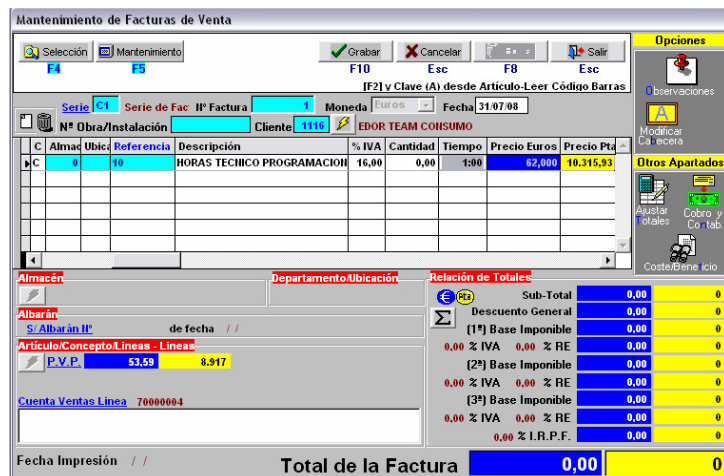 Mantenimiento de Facturas de Venta
Selección Mantenimiento Grabar Cancelar Salir
F4 F5 F10 Esc F8 Esc
[F2] y Clave (A) desde Artículo-Leer Código Barras
Serie C1 Serie de Fac Nº Factura 1 Moneda Euros Fecha 31/07/08
Nª Obra/Instalación Cliente 1116 EDOR TEAM CONSUMO
C Almac Ubica Referencia Descripción % IVA Cantidad Tiempo Precio Euros Precio Pta
C 0 10 HORAS TECNICO PROGRAMACION 16,00 0,00 1:00 62,000 10.315,93
Opciones
Observaciones
Modificar
Cabecera
Otros Apartados
Ajustar Totales
Cobro y Contab.
Coste/Beneficio
Almacén Departamento/Ubicación
Albarán
S/ Albarán Nº de fecha / /
Artículo/Concepto/Lineas - Lineas
P.V.P. 53,59 8.917
Cuenta Ventas Linea 70000004
Relación de Totales
€ Pta Sub-Total 0,00 0
Σ Descuento General 0,00 0
(1ª) Base Imponible 0,00 0
0,00 % IVA 0,00 % RE 0,00 0
(2ª) Base Imponible 0,00 0
0,00 % IVA 0,00 % RE 0,00 0
(3ª) Base Imponible 0,00 0
0,00 % IVA 0,00 % RE 0,00 0
0,00 % I.R.P.F. 0,00 0
Fecha Impresión / / Total de la Factura 0,00 0